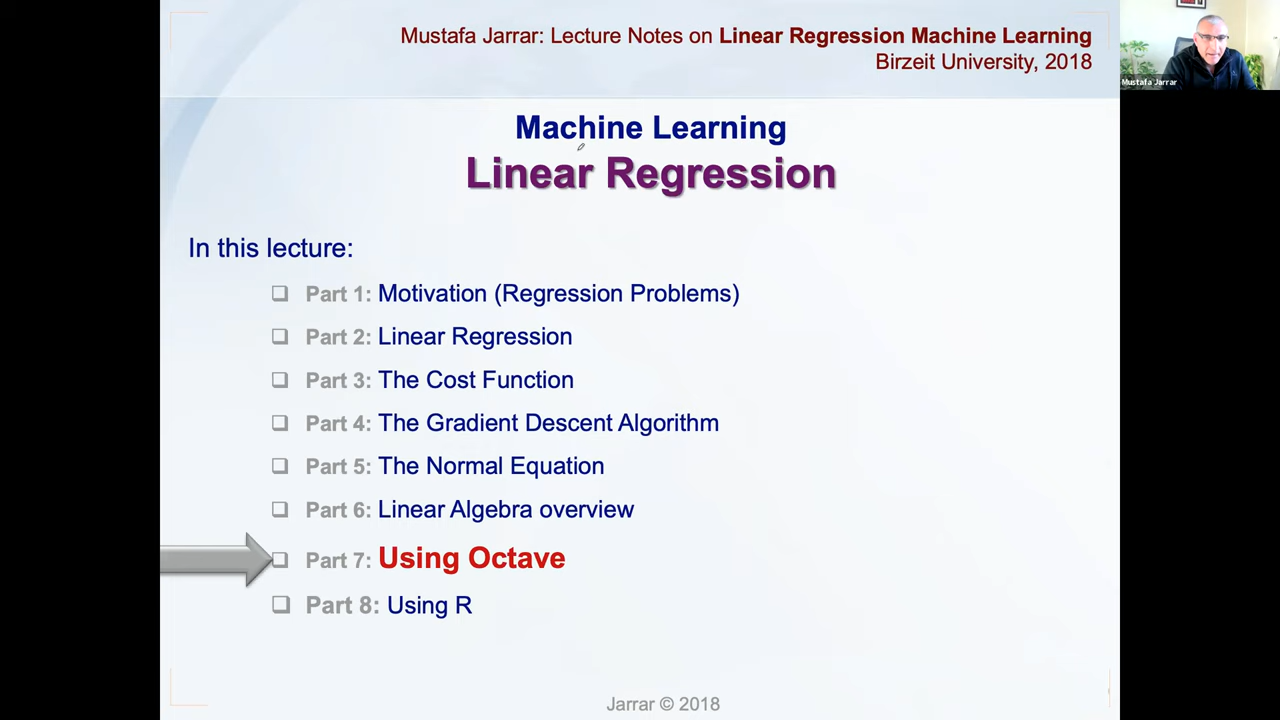 Mustafa Jarrar: Lecture Notes on Linear Regression Machine Learning
Birzeit University, 2018
Mustafa Jarrar
Machine Learning
Linear Regression
In this lecture:
Part 1: Motivation (Regression Problems)
Part 2: Linear Regression
Part 3: The Cost Function
Part 4: The Gradient Descent Algorithm
Part 5: The Normal Equation
Part 6: Linear Algebra overview
Part 7: Using Octave
Part 8: Using R
Jarrar © 2018